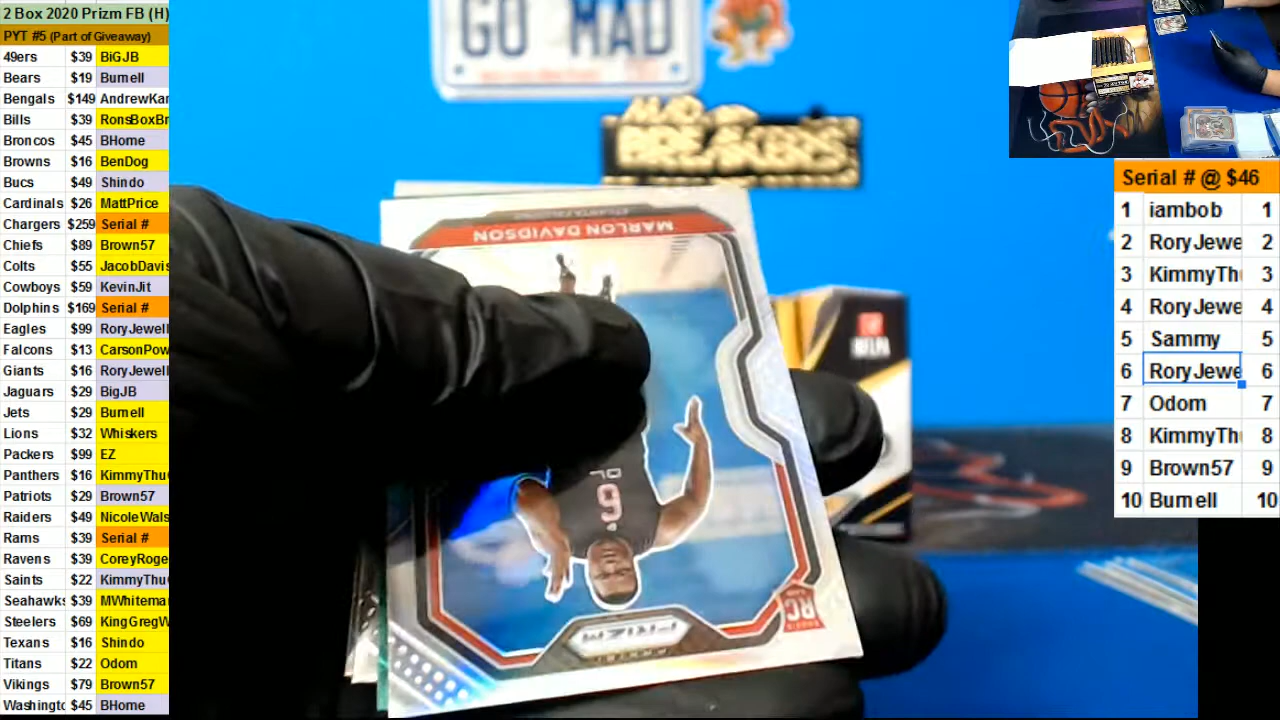 2 Box 2020 Prizm FB (H)
PYT #5 (Part of Giveaway)
49ers $39 BiGJB
Bears $19 Burnell
Bengals $149 AndrewKar
Bills $39 RonsBoxBr
Broncos $45 BHome
Browns $16 BenDog
Bucs $49 Shindo
Cardinals $26 MattPrice
Chargers $259 Serial #
Chiefs $89 Brown57
Colts $55 JacobDavis
Cowboys $59 KevinJit
Dolphins $169 Serial #
Eagles $99 RoryJewell
Falcons $13 CarsonPow
Giants $16 RoryJewell
Jaguars $29 BigJB
Jets $29 Burnell
Lions $32 Whiskers
Packers $99 EZ
Panthers $16 KimmyThu
Patriots $29 Brown57
Raiders $49 NicoleWals
Rams $39 Serial #
Ravens $39 CoreyRoge
Saints $22 KimmyThu
Seahawks $39 MWhitema
Steelers $69 KingGregW
Texans $16 Shindo
Titans $22 Odom
Vikings $79 Brown57
Washingto $45 BHome
GO MAD
MAD
BREAKERS
MARLON DAVIDSON
ATLANTA FALCONS
DL
RC
PRIZM
PANINI
NFLPA
Serial # @ $46
1 iambob 1
2 RoryJewe 2
3 KimmyThu 3
4 RoryJewe 4
5 Sammy 5
6 RoryJewe 6
7 Odom 7
8 KimmyTh 8
9 Brown57 9
10 Burnell 10